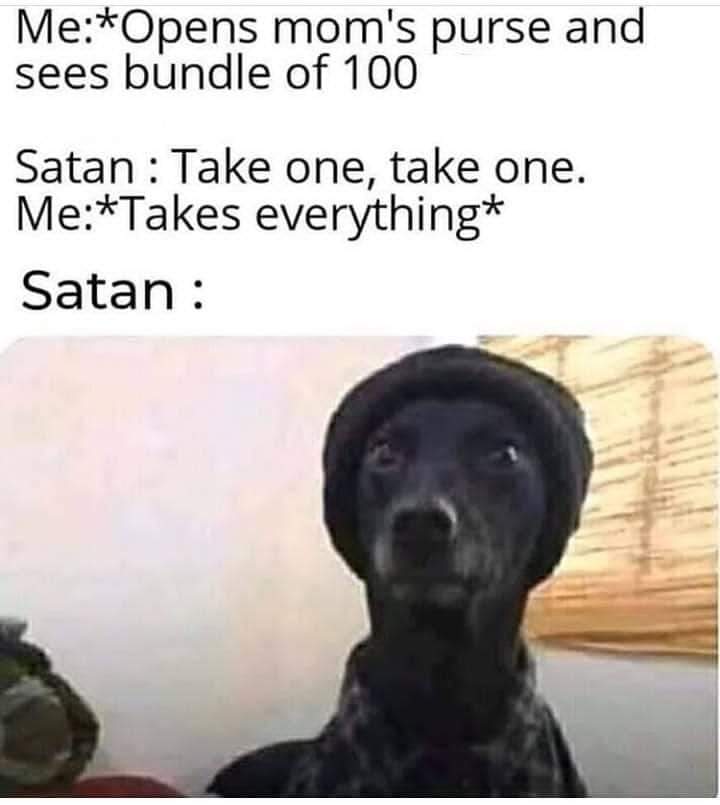 Me:*Opens mom's purse and
sees bundle of 100
Satan : Take one, take one.
Me:*Takes everything*
Satan :